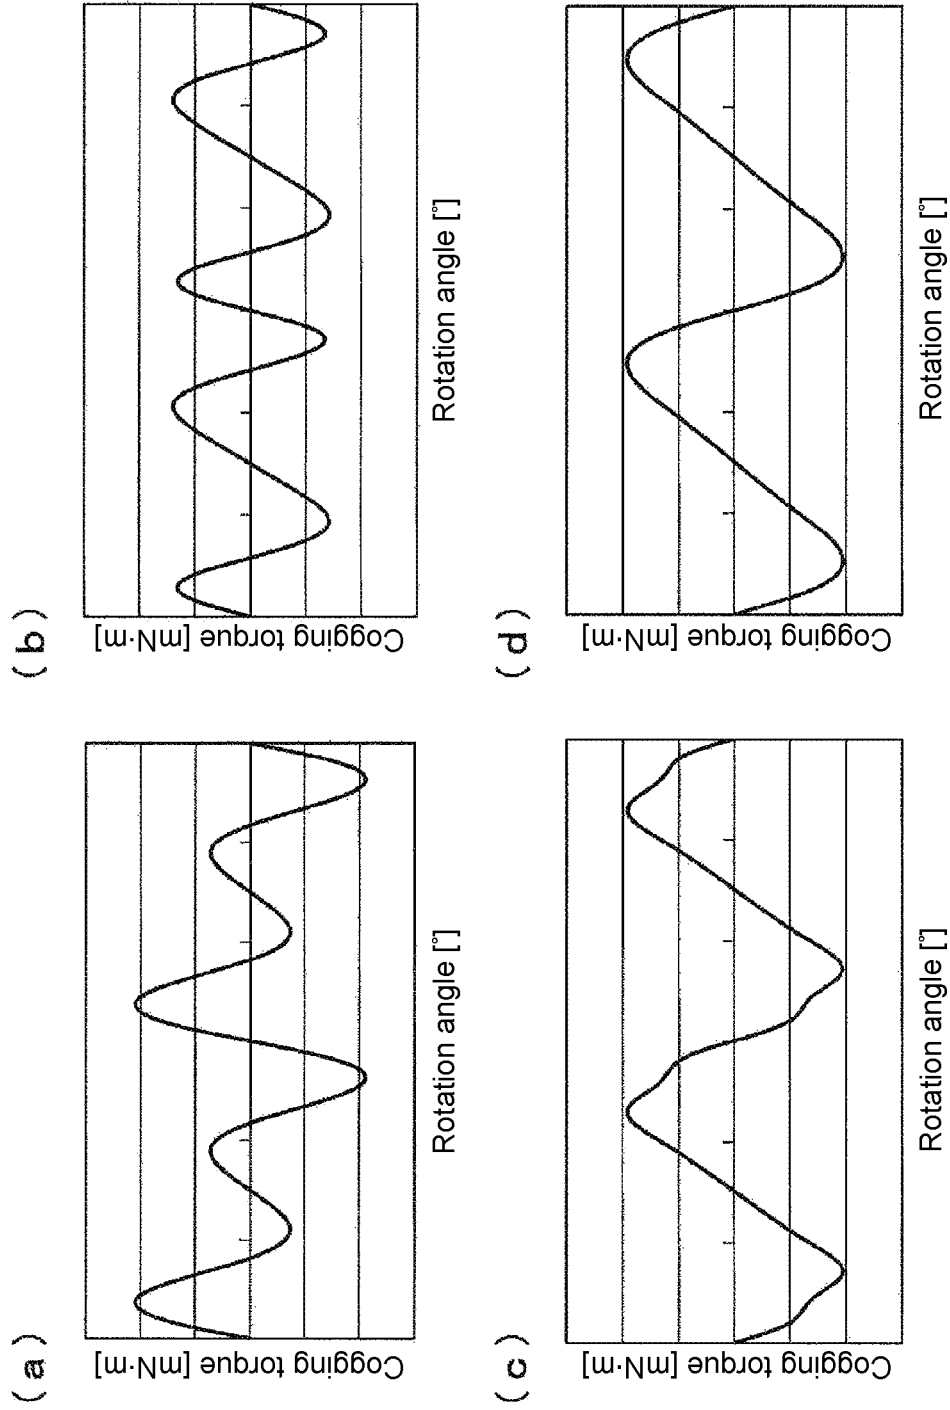 ( a )
Cogging torque [mN·m]
Rotation angle [°]
( b )
Cogging torque [mN·m]
Rotation angle [°]
( c )
Cogging torque [mN·m]
Rotation angle [°]
( d )
Cogging torque [mN·m]
Rotation angle [°]